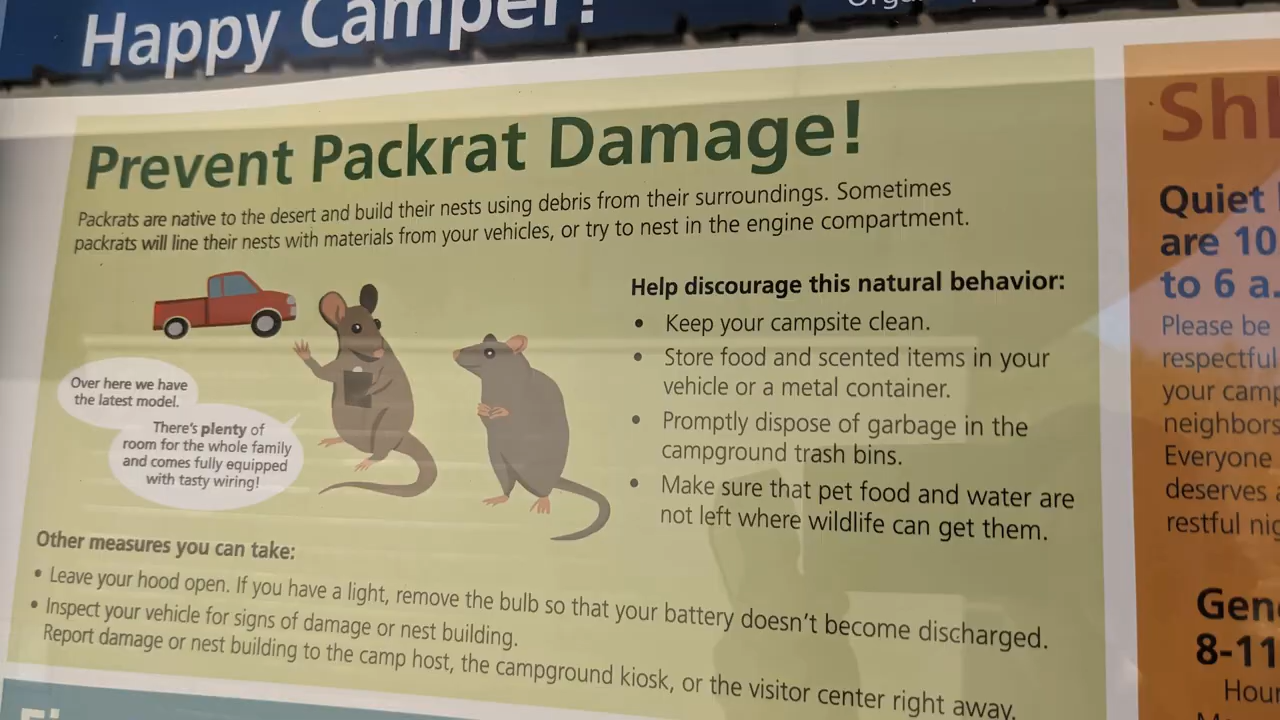 Happy Camper!
Prevent Packrat Damage!
Packrats are native to the desert and build their nests using debris from their surroundings. Sometimes
packrats will line their nests with materials from your vehicles, or try to nest in the engine compartment.
Over here we have
the latest model.
There's plenty of
room for the whole family
and comes fully equipped
with tasty wiring!
Help discourage this natural behavior:
• Keep your campsite clean.
• Store food and scented items in your
vehicle or a metal container.
• Promptly dispose of garbage in the
campground trash bins.
• Make sure that pet food and water are
not left where wildlife can get them.
Other measures you can take:
• Leave your hood open. If you have a light, remove the bulb so that your battery doesn't become discharged.
• Inspect your vehicle for signs of damage or nest building.
Report damage or nest building to the camp host, the campground kiosk, or the visitor center right away.
Quiet
are 10
to 6 a.
Please be
respectful
your camp
neighbors
Everyone
deserves
restful
8-11